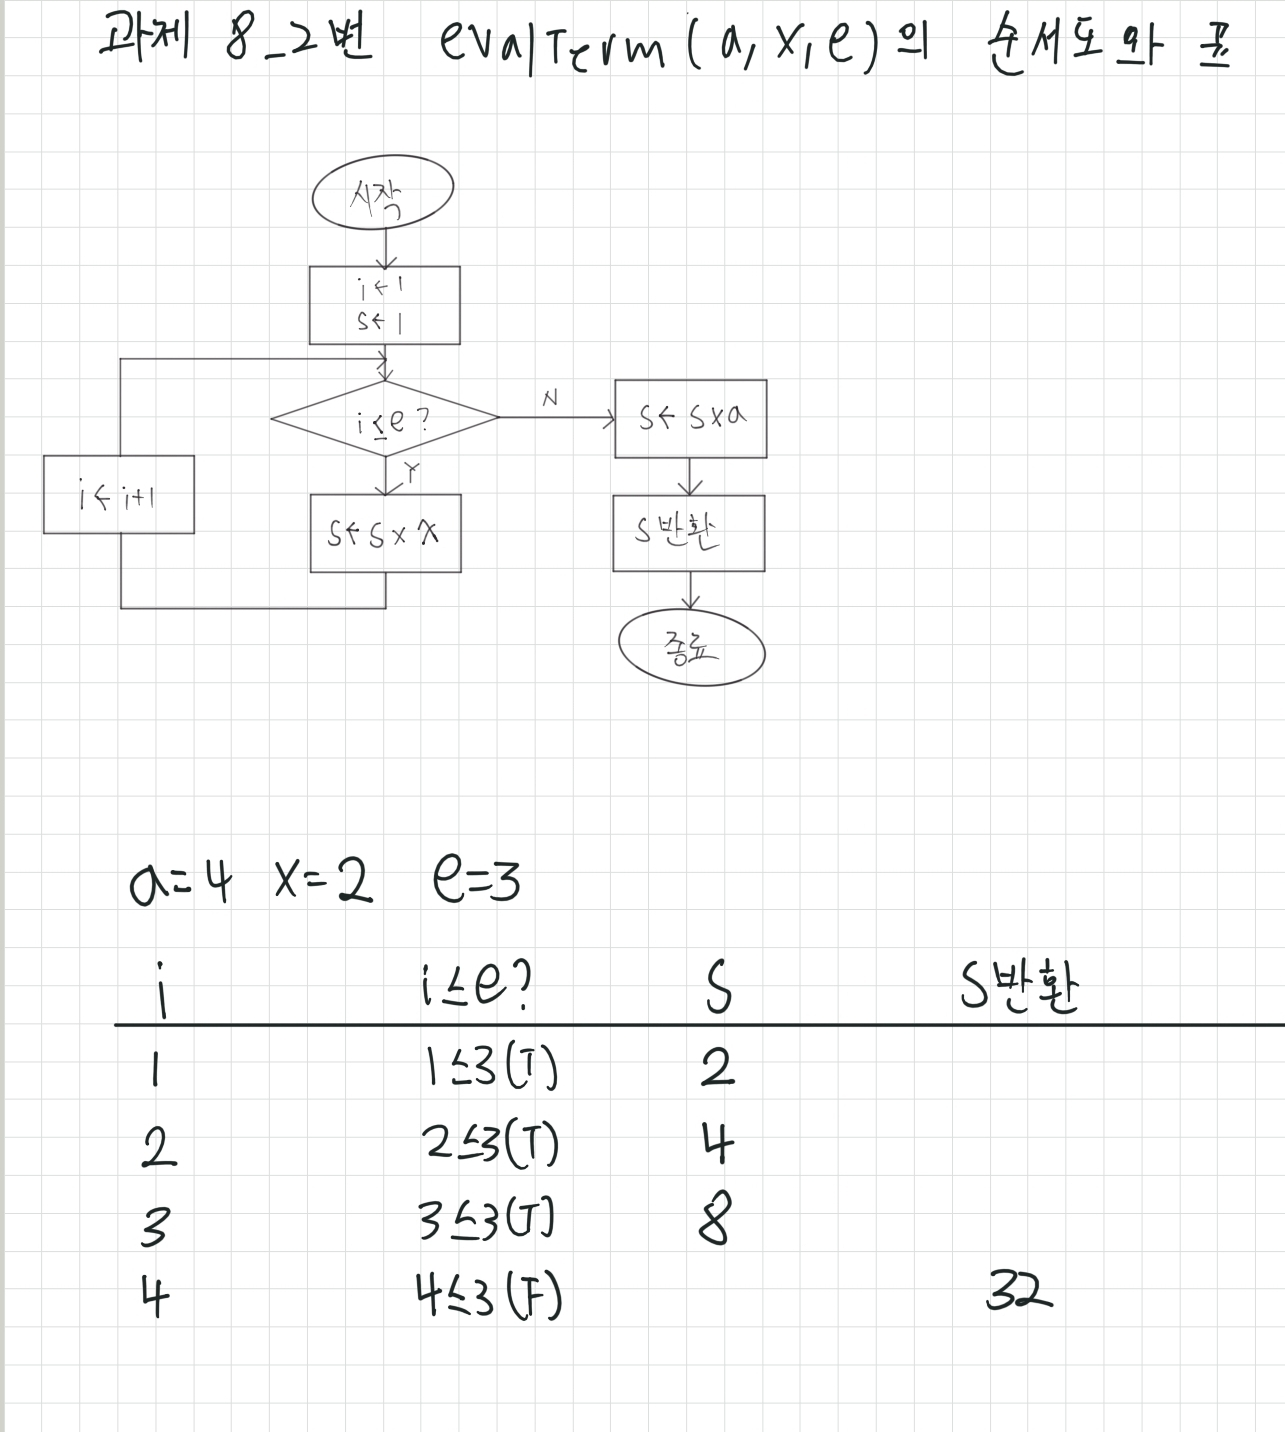 과제 8_2번 evalTerm(a, x, e)의 순서도와 표
시작
i ← 1
S ← 1
i ≤ e ?
N
S ← S x a
Y
i ← i+1
S ← S x x
S 반환
종료
a=4 x=2 e=3
i i≤e? S S반환
1 1≤3(T) 2
2 2≤3(T) 4
3 3≤3(T) 8
4 4≤3(F) 32